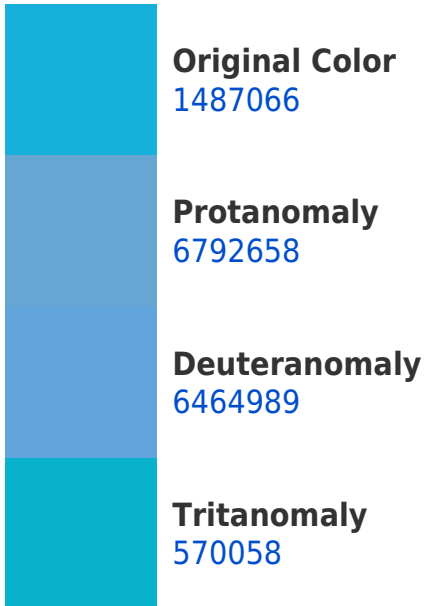 Original Color
1487066
Protanomaly
6792658
Deuteranomaly
6464989
Tritanomaly
570058